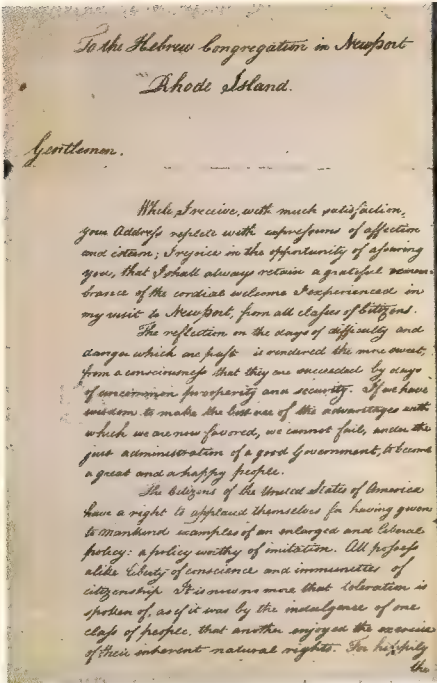 To the Hebrew Congregation in Newport
Rhode Island.
Gentlemen.
While I receive, with much satisfaction,
your Address replete with expressions of affection
and esteem; I rejoice in the opportunity of assuring
you, that I shall always retain a grateful remem-
brance of the cordial welcome I experienced in
my visit to Newport, from all classes of Citizens.
The reflection on the days of difficulty and
danger which are past is rendered the more sweet,
from a consciousness that they are succeeded by days
of uncommon prosperity and security. If we have
wisdom to make the best use of the advantages with
which we are now favored, we cannot fail, under the
just administration of a good Government, to become
a great and a happy people.
The Citizens of the United States of America
have a right to applaud themselves for having given
to mankind examples of an enlarged and liberal
policy: a policy worthy of imitation. All possess
alike liberty of conscience and immunities of
citizenship It is now no more that toleration is
spoken of, as if it was by the indulgence of one
class of people, that another enjoyed the exercise
of their inherent natural rights. For happily
the